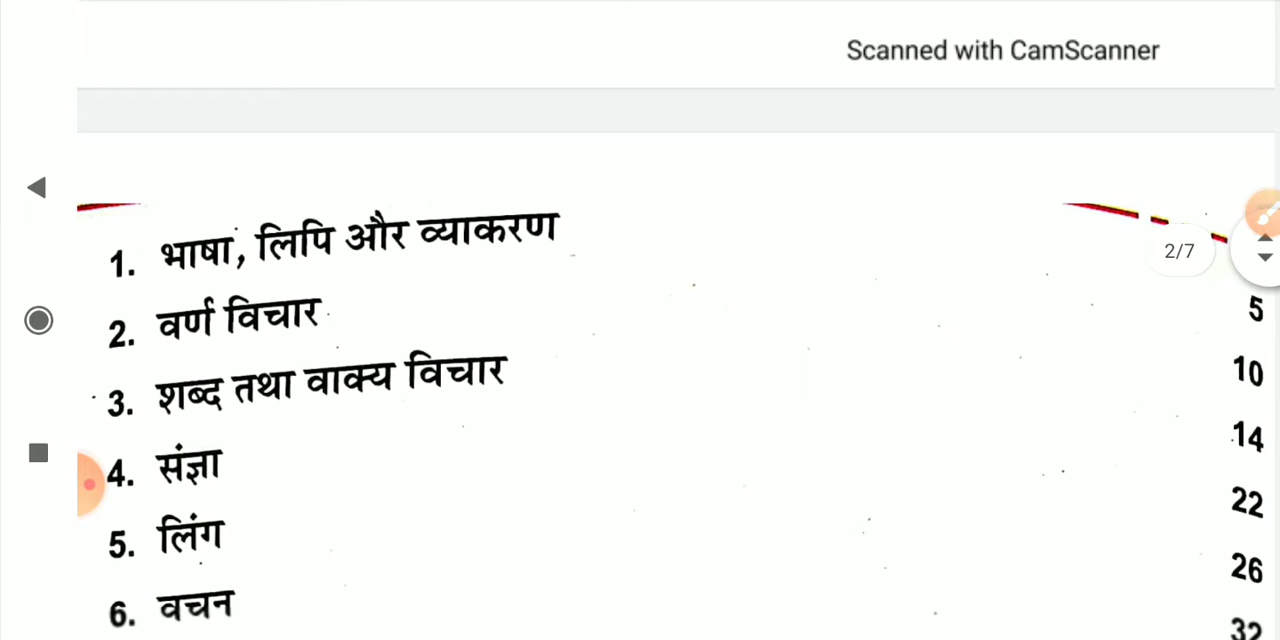 Scanned with CamScanner
2/7
1. भाषा, लिपि और व्याकरण 5
2. वर्ण विचार 10
3. शब्द तथा वाक्य विचार 14
4. संज्ञा 22
5. लिंग 26
6. वचन 32